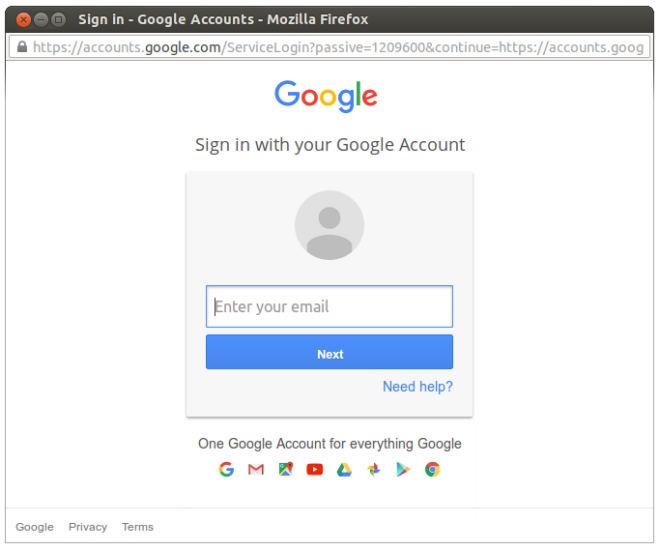 Sign in - Google Accounts - Mozilla Firefox
https://accounts.google.com/ServiceLogin?passive=1209600&continue=https://accounts.goog
Google
Sign in with your Google Account
Enter your email
Next
Need help?
One Google Account for everything Google
Google Privacy Terms